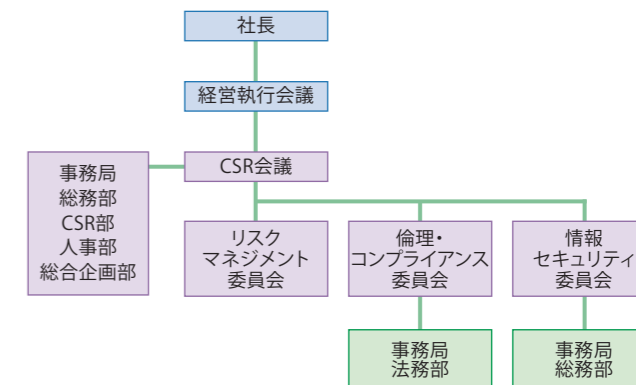 社長
経営執行会議
CSR会議
事務局
総務部
CSR部
人事部
総合企画部
リスク
マネジメント
委員会
倫理・
コンプライアンス
委員会
情報
セキュリティ
委員会
事務局
法務部
事務局
総務部